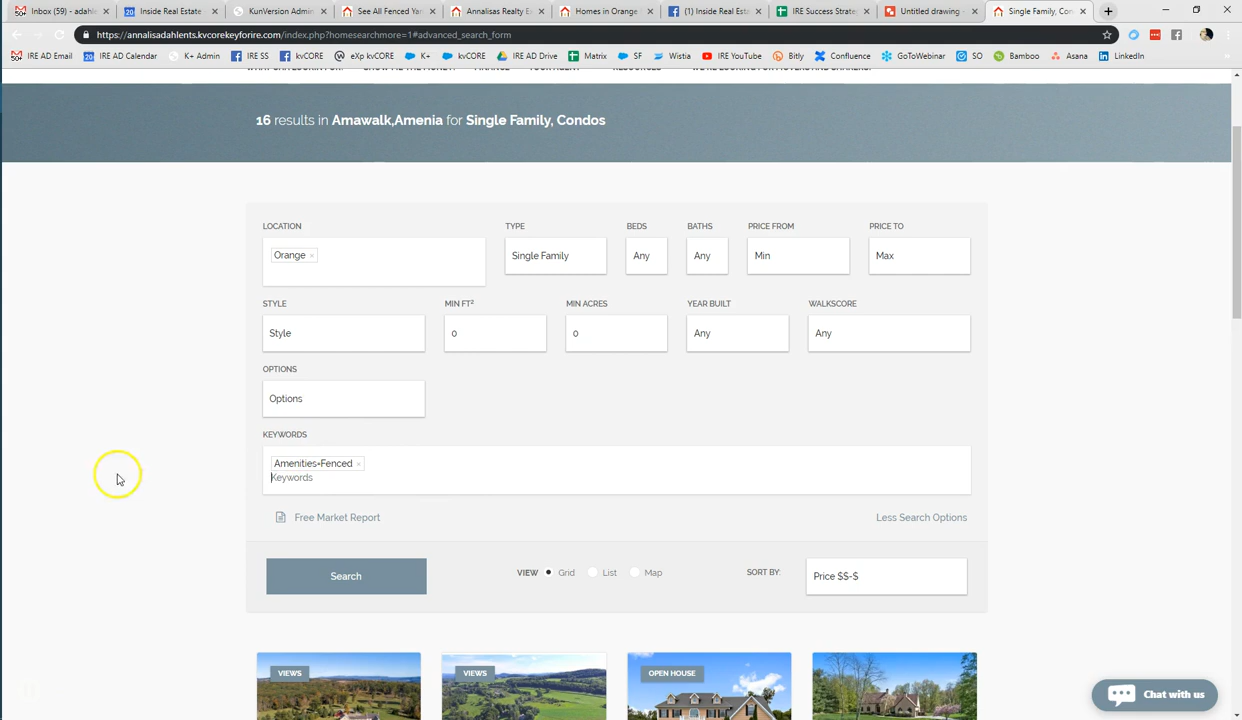 Inbox (59) - adahl
Inside Real Estate
KunVersion Admin
See All Fenced Yar
Annalisas Realty Es
Homes in Orange
(1) Inside Real Esta
IRE Success Strate
Untitled drawing -
Single Family, Con
https://annalisadahlents.kvcorekeyforire.com/index.php?homesearchmore=1#advanced_search_form
IRE AD Email
IRE AD Calendar
K+ Admin
IRE SS
kvCORE
eXp kvCORE
IRE AD Drive
Matrix
SF
Wistia
kvCORE
K+
IRE YouTube
Bitly
Confluence
GoToWebinar
SO
Bamboo
Asana
LinkedIn
16 results in Amawalk,Amenia for Single Family, Condos
LOCATION
TYPE
BEDS
BATHS
PRICE FROM
PRICE TO
Orange ×
Single Family
Any
Any
Min
Max
STYLE
MIN FT²
MIN ACRES
YEAR BUILT
WALKSCORE
Style
0
0
Any
Any
OPTIONS
Options
KEYWORDS
Amenities=Fenced ×
Keywords
Free Market Report
Less Search Options
Search
VIEW
Grid
List
Map
SORT BY:
Price $$-$
VIEWS
VIEWS
OPEN HOUSE
Chat with us